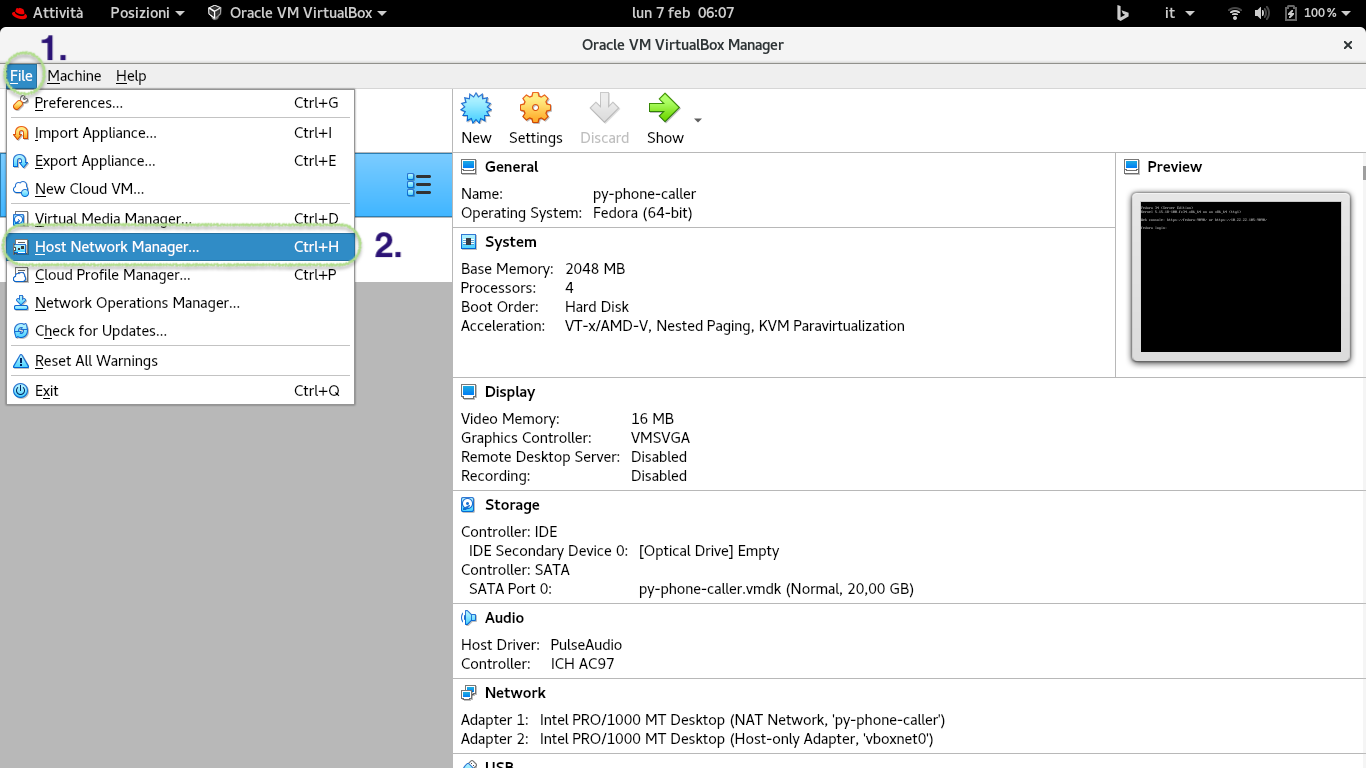 Attività Posizioni Oracle VM VirtualBox lun 7 feb 06:07 it 100%
1.
Oracle VM VirtualBox Manager
File Machine Help
Preferences... Ctrl+G
Import Appliance... Ctrl+I
Export Appliance... Ctrl+E
New Cloud VM...
Virtual Media Manager... Ctrl+D
Host Network Manager... Ctrl+H
2.
Cloud Profile Manager... Ctrl+P
Network Operations Manager...
Check for Updates...
Reset All Warnings
Exit Ctrl+Q
New Settings Discard Show
General
Name: py-phone-caller
Operating System: Fedora (64-bit)
Preview
System
Base Memory: 2048 MB
Processors: 4
Boot Order: Hard Disk
Acceleration: VT-x/AMD-V, Nested Paging, KVM Paravirtualization
Display
Video Memory: 16 MB
Graphics Controller: VMSVGA
Remote Desktop Server: Disabled
Recording: Disabled
Storage
Controller: IDE
IDE Secondary Device 0: [Optical Drive] Empty
Controller: SATA
SATA Port 0: py-phone-caller.vmdk (Normal, 20,00 GB)
Audio
Host Driver: PulseAudio
Controller: ICH AC97
Network
Adapter 1: Intel PRO/1000 MT Desktop (NAT Network, 'py-phone-caller')
Adapter 2: Intel PRO/1000 MT Desktop (Host-only Adapter, 'vboxnet0')
USB